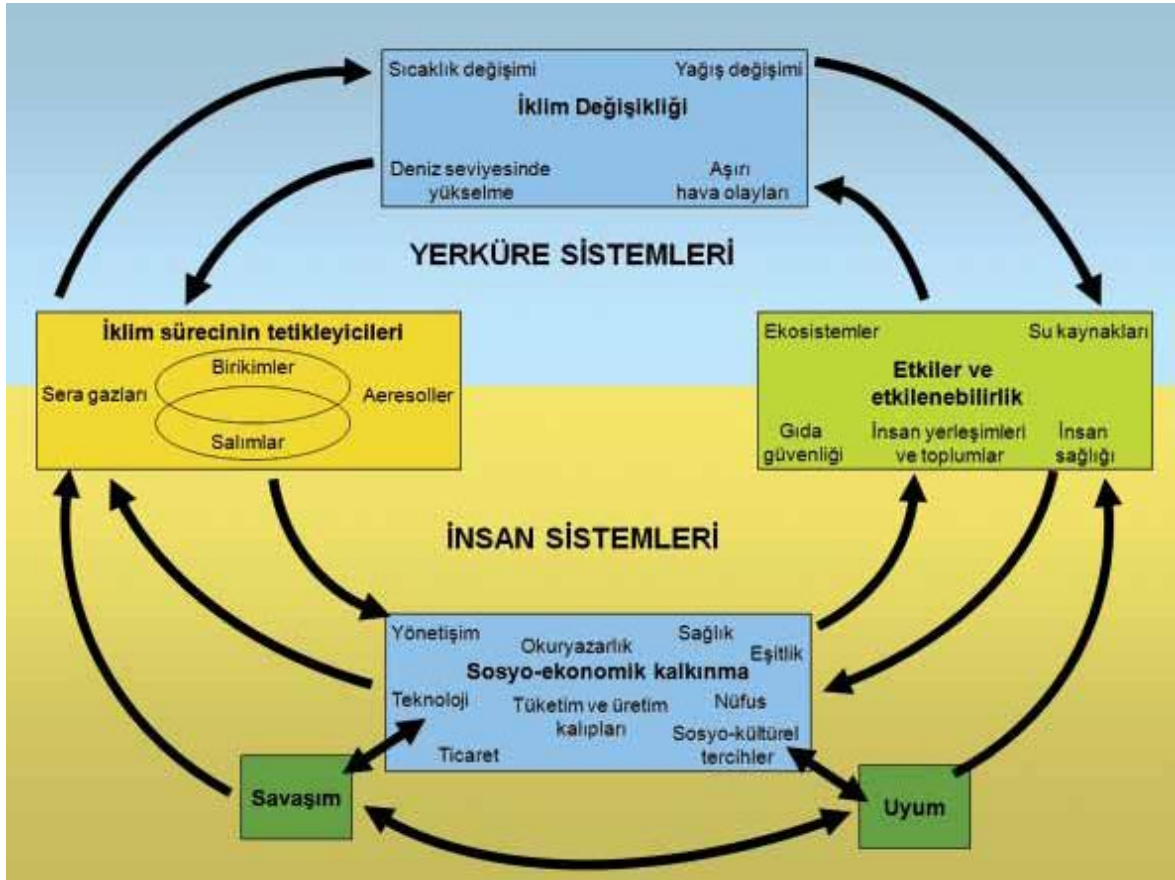 Sıcaklık değişimi
Yağış değişimi
İklim Değişikliği
Deniz seviyesinde
yükselme
Aşırı
hava olayları
YERKÜRE SİSTEMLERİ
İklim sürecinin tetikleyicileri
Birikimler
Sera gazları
Aeresoller
Salımlar
Ekosistemler
Su kaynakları
Etkiler ve
etkilenebilirlik
Gıda
güvenliği
İnsan yerleşimleri
ve toplumlar
İnsan
sağlığı
İNSAN SİSTEMLERİ
Yönetişim
Okuryazarlık
Sağlık
Eşitlik
Sosyo-ekonomik kalkınma
Teknoloji
Tüketim ve üretim
kalıpları
Nüfus
Ticaret
Sosyo-kültürel
tercihler
Savaşım
Uyum